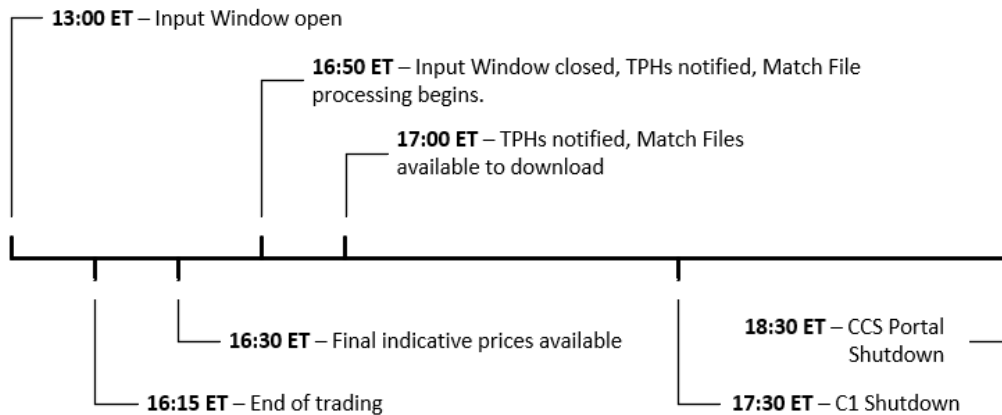 13:00 ET – Input Window open
16:50 ET – Input Window closed, TPHs notified, Match File
processing begins.
17:00 ET – TPHs notified, Match Files
available to download
16:30 ET – Final indicative prices available
16:15 ET – End of trading
18:30 ET – CCS Portal
Shutdown
17:30 ET – C1 Shutdown